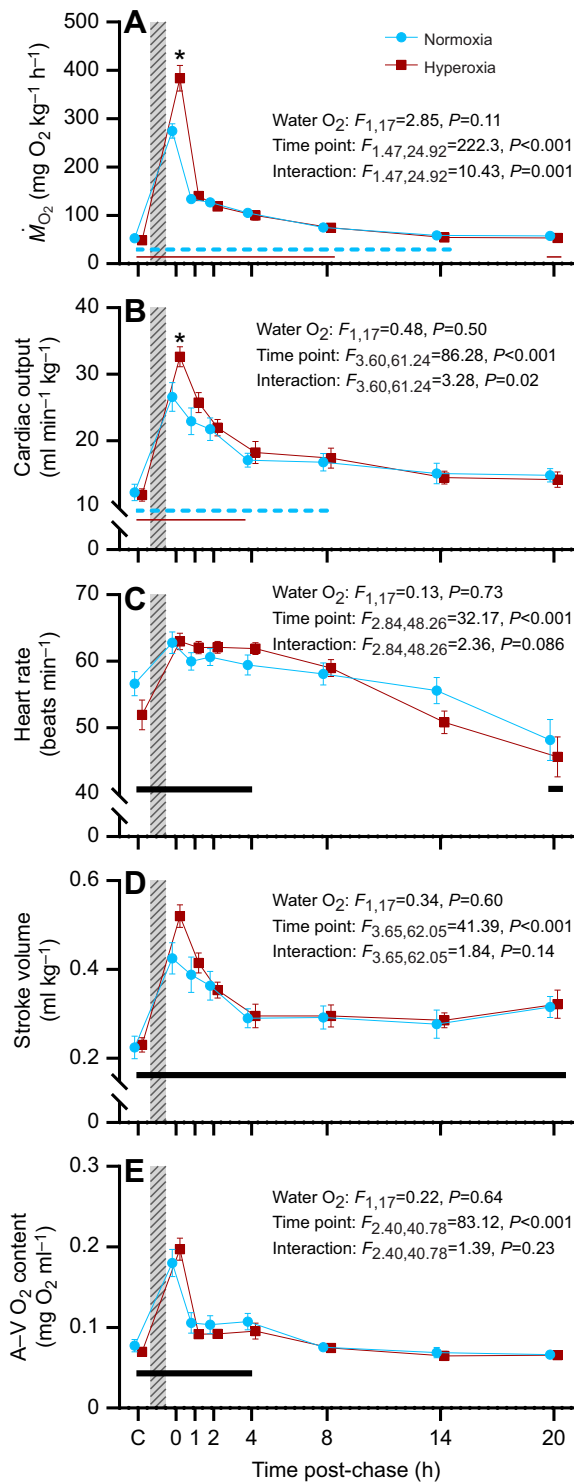 A
500
400
300
200
100
0
ṀO₂ (mg O₂ kg⁻¹ h⁻¹)
*
Normoxia
Hyperoxia
Water O₂: F₁,₁₇=2.85, P=0.11
Time point: F₁.₄₇,₂₄.₉₂=222.3, P<0.001
Interaction: F₁.₄₇,₂₄.₉₂=10.43, P=0.001
B
40
30
20
10
0
Cardiac output
(ml min⁻¹ kg⁻¹)
*
Water O₂: F₁,₁₇=0.48, P=0.50
Time point: F₃.₆₀,₆₁.₂₄=86.28, P<0.001
Interaction: F₃.₆₀,₆₁.₂₄=3.28, P=0.02
C
70
60
50
40
0
Heart rate
(beats min⁻¹)
Water O₂: F₁,₁₇=0.13, P=0.73
Time point: F₂.₈₄,₄₈.₂₆=32.17, P<0.001
Interaction: F₂.₈₄,₄₈.₂₆=2.36, P=0.086
D
0.6
0.4
0.2
0
Stroke volume
(ml kg⁻¹)
Water O₂: F₁,₁₇=0.34, P=0.60
Time point: F₃.₆₅,₆₂.₀₅=41.39, P<0.001
Interaction: F₃.₆₅,₆₂.₀₅=1.84, P=0.14
E
0.3
0.2
0.1
0
A–V O₂ content
(mg O₂ ml⁻¹)
Water O₂: F₁,₁₇=0.22, P=0.64
Time point: F₂.₄₀,₄₀.₇₈=83.12, P<0.001
Interaction: F₂.₄₀,₄₀.₇₈=1.39, P=0.23
C 0 1 2 4 8 14 20
Time post-chase (h)